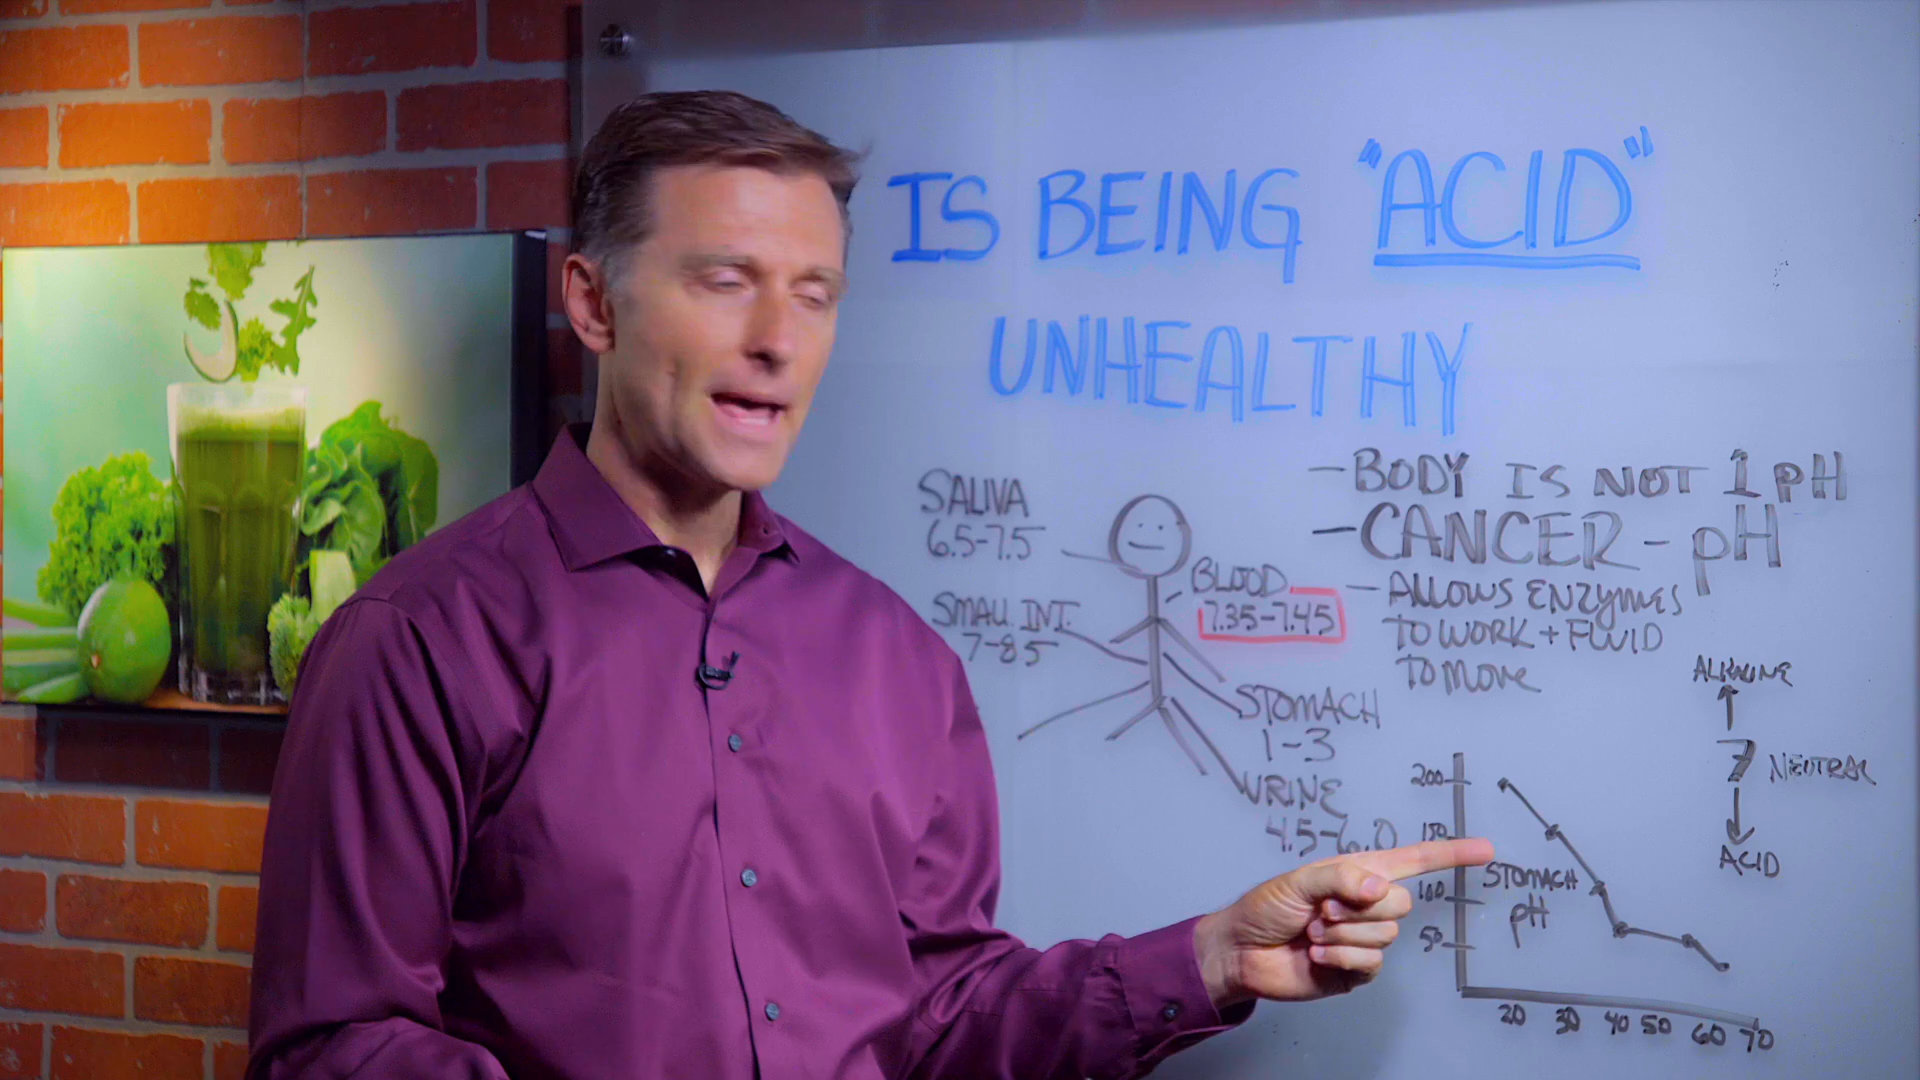 IS BEING "ACID"
UNHEALTHY
- BODY IS NOT 1 pH
- CANCER - pH
- ALLOWS ENZYMES
TO WORK + FLUID
TO MOVE
SALIVA
6.5-7.5
SMALL INT.
7-8.5
BLOOD
7.35-7.45
STOMACH
1-3
URINE
4.5-6.0
ALKALINE
7 NEUTRAL
ACID
200
150
100
50
STOMACH
pH
20 30 40 50 60 70